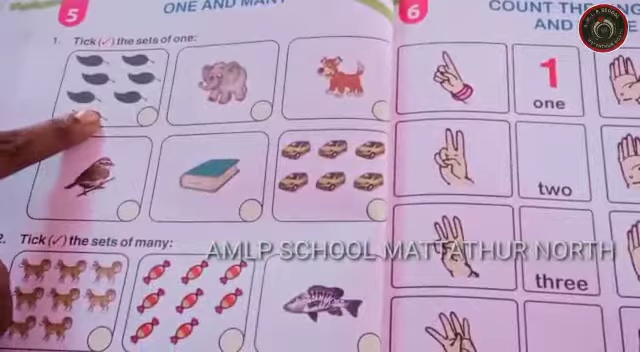 5
ONE AND MANY
1. Tick (✓) the sets of one:
2. Tick (✓) the sets of many:
6
COUNT THE
AND
1
one
two
three
AMLP SCHOOL MATTATHUR NORTH